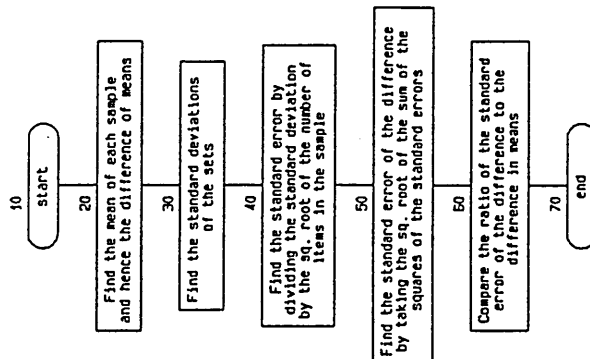 10
start
20
Find the mean of each sample
and hence the difference of means
30
Find the standard deviations
of the sets
40
Find the standard error by
dividing the standard deviation
by the sq. root of the number of
items in the sample
50
Find the standard error of the difference
by taking the sq. root of the sum of the
squares of the standard errors
60
Compare the ratio of the standard
error of the difference to the
difference in means
70
end